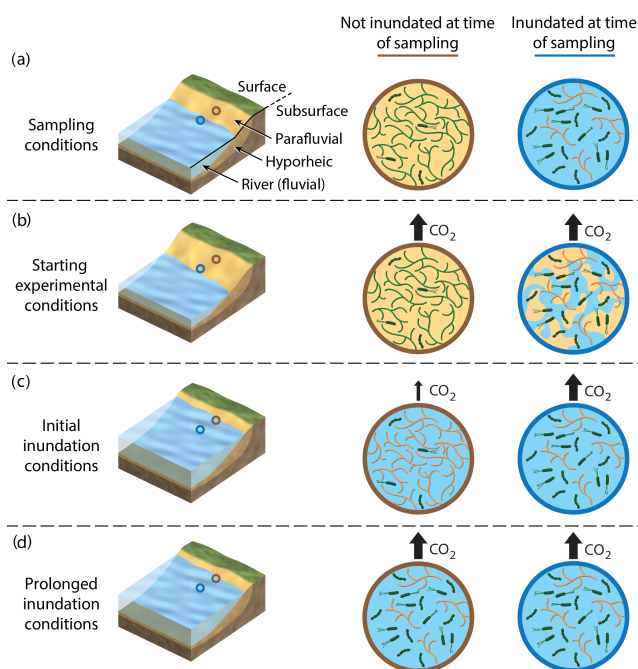 Not inundated at time
of sampling
Inundated at time
of sampling
(a)
Surface
Subsurface
Sampling
conditions
Parafluvial
Hyporheic
River (fluvial)
(b)
CO2
CO2
Starting
experimental
conditions
(c)
CO2
CO2
Initial
inundation
conditions
(d)
CO2
CO2
Prolonged
inundation
conditions